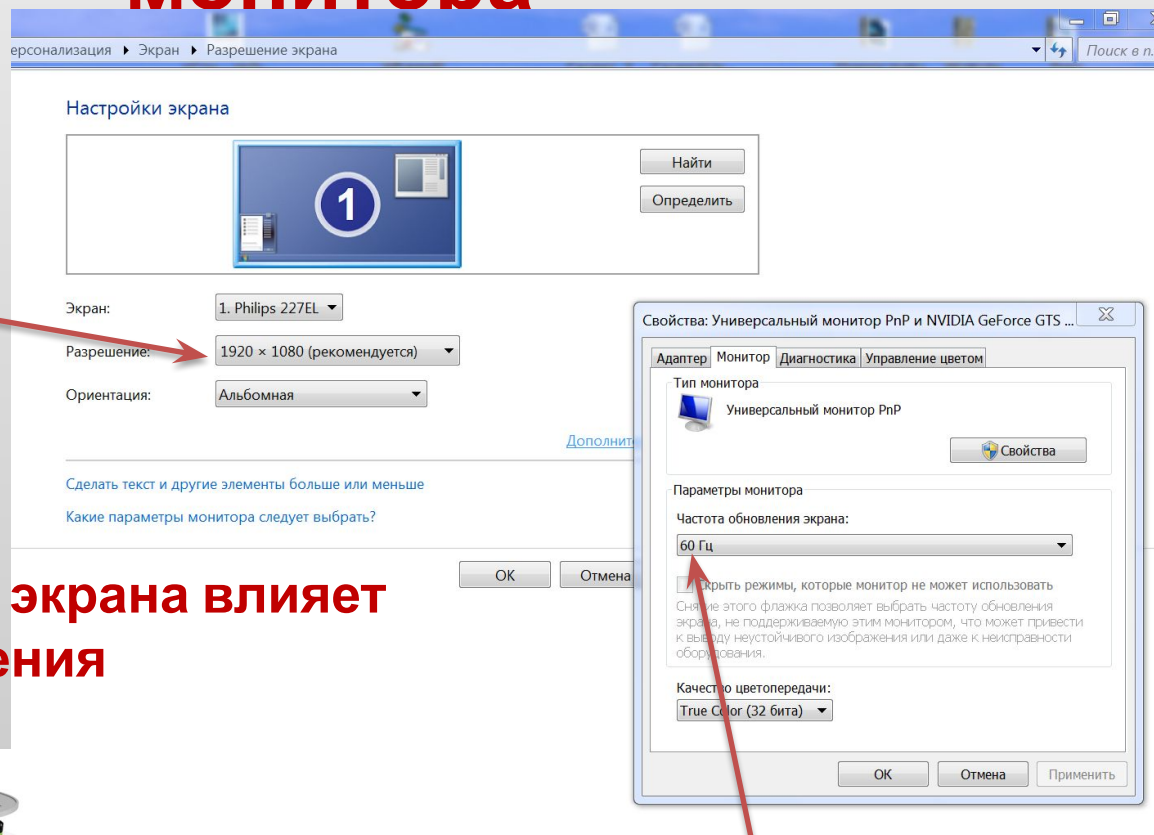 монитора
ерсонализация ▸ Экран ▸ Разрешение экрана
Поиск в п
Настройки экрана
1
Найти
Определить
Экран:
1. Philips 227EL
Разрешение:
1920 × 1080 (рекомендуется)
Ориентация:
Альбомная
Дополнит
Сделать текст и другие элементы больше или меньше
Какие параметры монитора следует выбрать?
OK
Отмена
Свойства: Универсальный монитор PnP и NVIDIA GeForce GTS ...
Адаптер Монитор Диагностика Управление цветом
Тип монитора
Универсальный монитор PnP
Свойства
Параметры монитора
Частота обновления экрана:
60 Гц
Скрыть режимы, которые монитор не может использовать
Снятие этого флажка позволяет выбрать частоту обновления
экрана, не поддерживаемую этим монитором, что может привести
к выводу неустойчивого изображения или даже к неисправности
оборудования.
Качество цветопередачи:
True Color (32 бита)
OK
Отмена
Применить
экрана влияет
ения